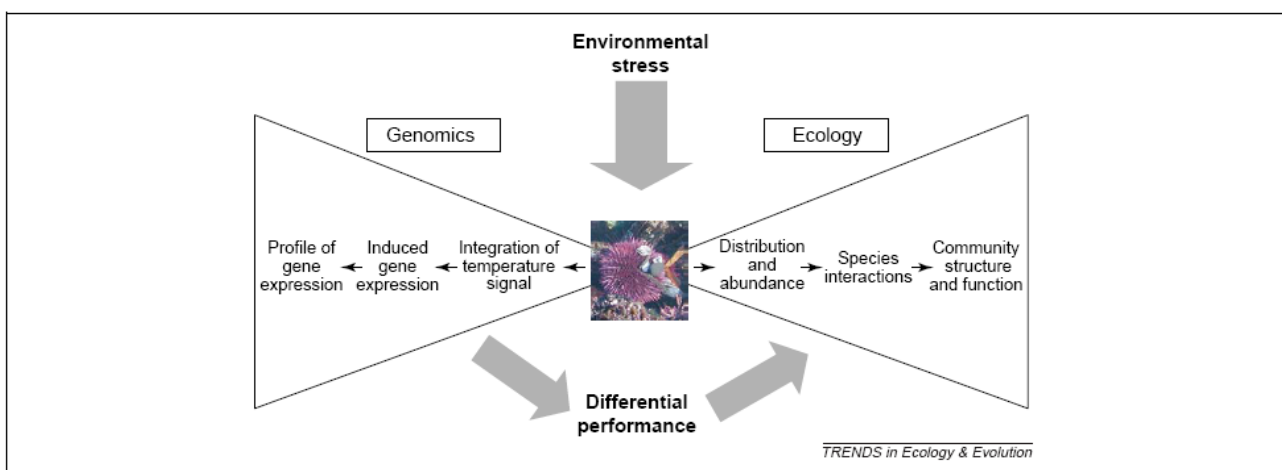 Environmental
stress
Genomics
Ecology
Profile of
gene
expression
Induced
gene
expression
Integration of
temperature
signal
Distribution
and
abundance
Species
interactions
Community
structure
and function
Differential
performance
TRENDS in Ecology & Evolution